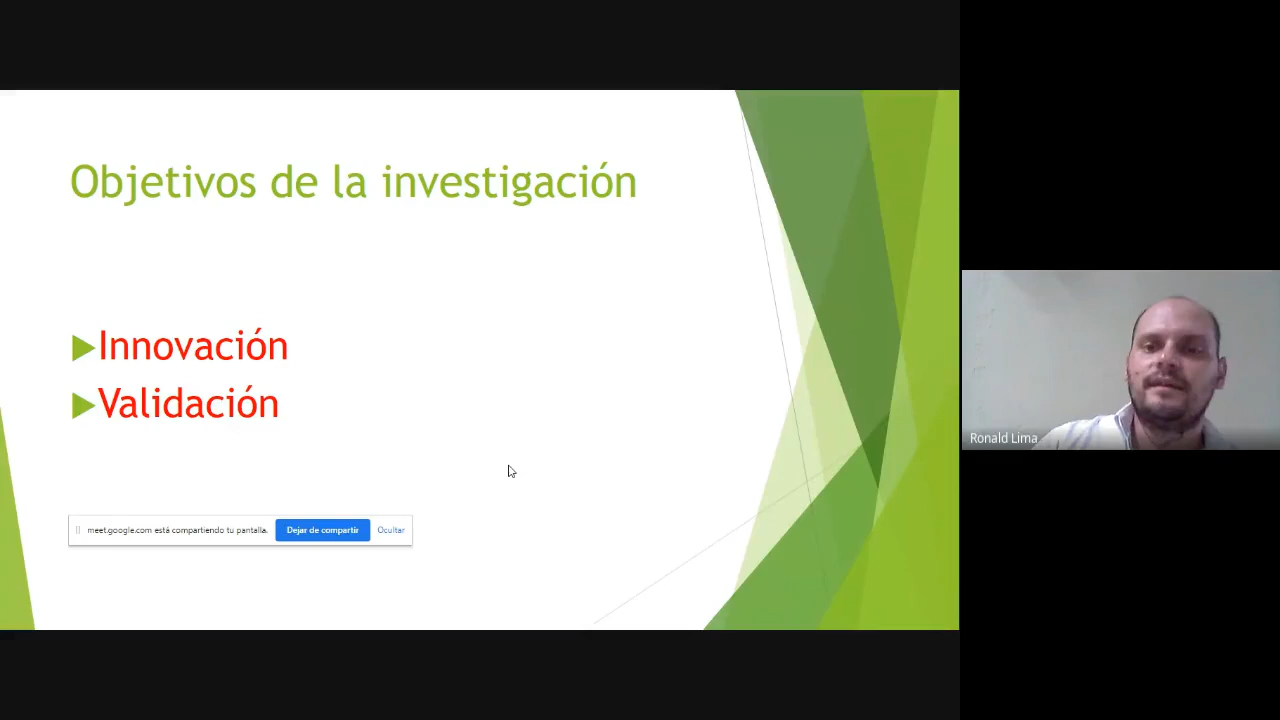 Objetivos de la investigación
Innovación
Validación
meet.google.com está compartiendo tu pantalla.
Dejar de compartir
Ocultar
Ronald Lima